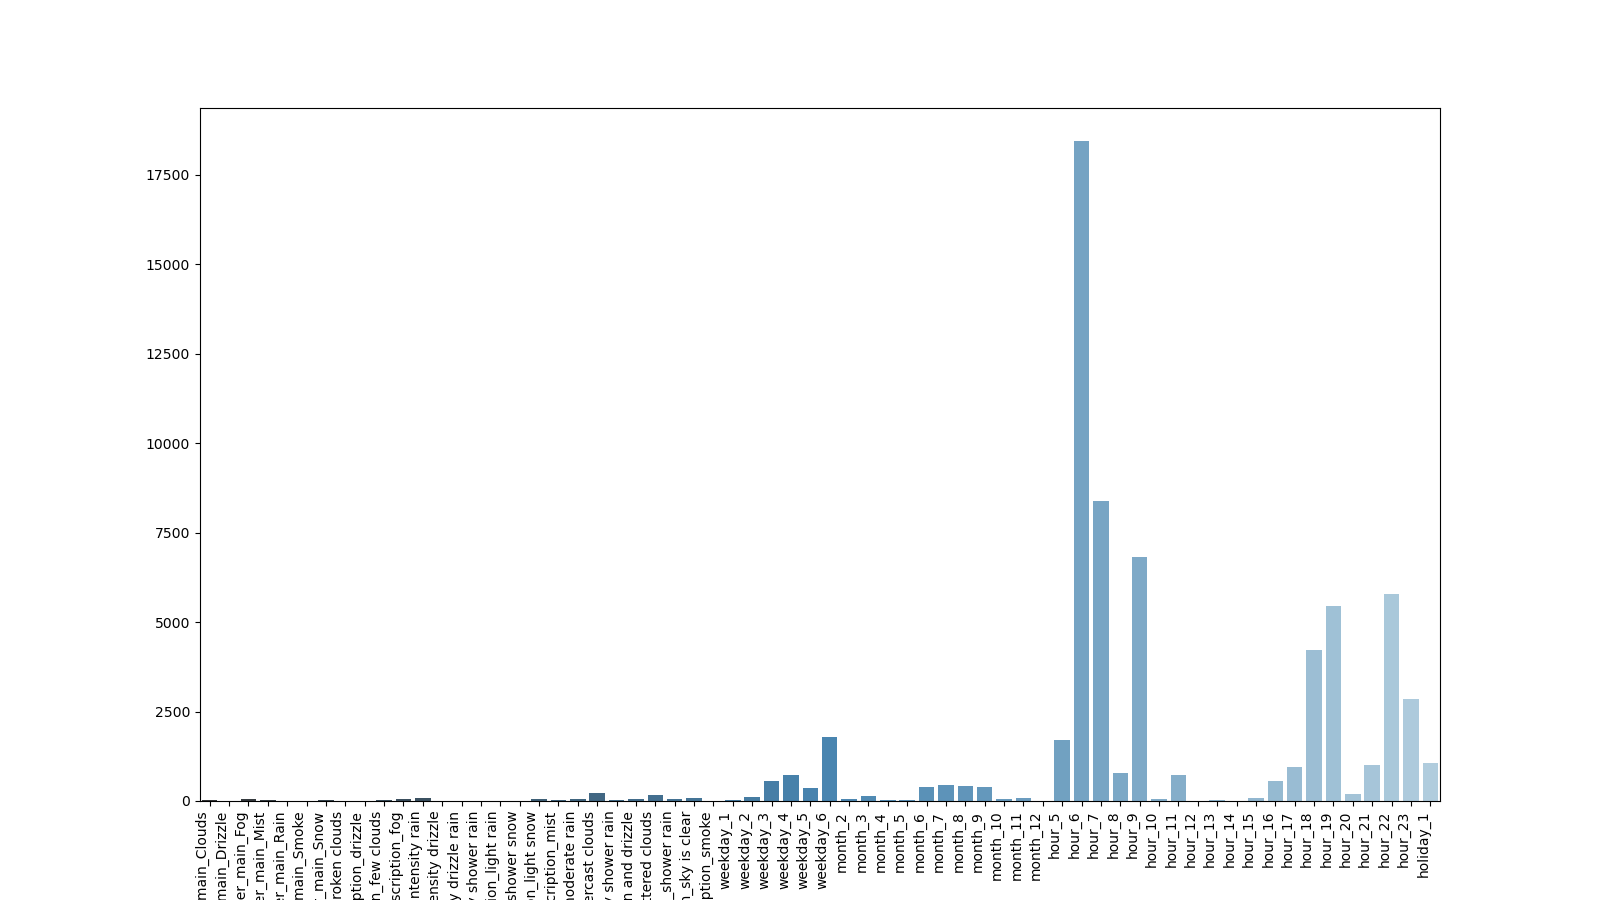 17500
15000
12500
10000
7500
5000
2500
0
main_Clouds
main_Drizzle
er_main_Fog
er_main_Mist
er_main_Rain
main_Smoke
r_main_Snow
roken clouds
ption_drizzle
n_few clouds
scription_fog
ntensity rain
ensity drizzle
y drizzle rain
y shower rain
ion_light rain
shower snow
on_light snow
cription_mist
noderate rain
ercast clouds
y shower rain
n and drizzle
ttered clouds
_shower rain
n_sky is clear
ption_smoke
weekday_1
weekday_2
weekday_3
weekday_4
weekday_5
weekday_6
month_2
month_3
month_4
month_5
month_6
month_7
month_8
month_9
month_10
month_11
month_12
hour_5
hour_6
hour_7
hour_8
hour_9
hour_10
hour_11
hour_12
hour_13
hour_14
hour_15
hour_16
hour_17
hour_18
hour_19
hour_20
hour_21
hour_22
hour_23
holiday_1